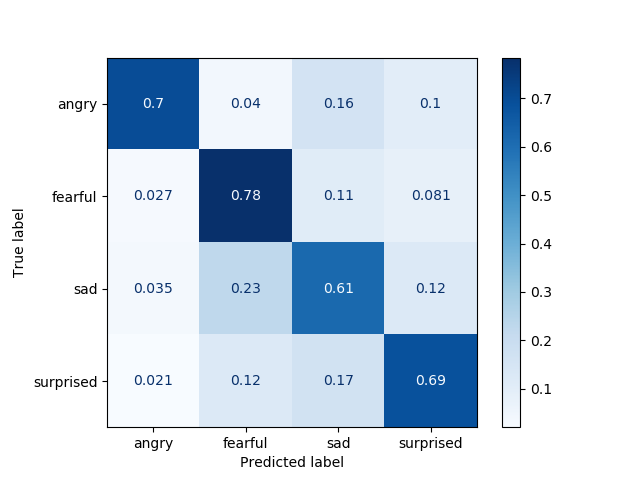 angry 0.7 0.04 0.16 0.1
fearful 0.027 0.78 0.11 0.081
sad 0.035 0.23 0.61 0.12
surprised 0.021 0.12 0.17 0.69
angry fearful sad surprised
Predicted label
True label
0.7
0.6
0.5
0.4
0.3
0.2
0.1